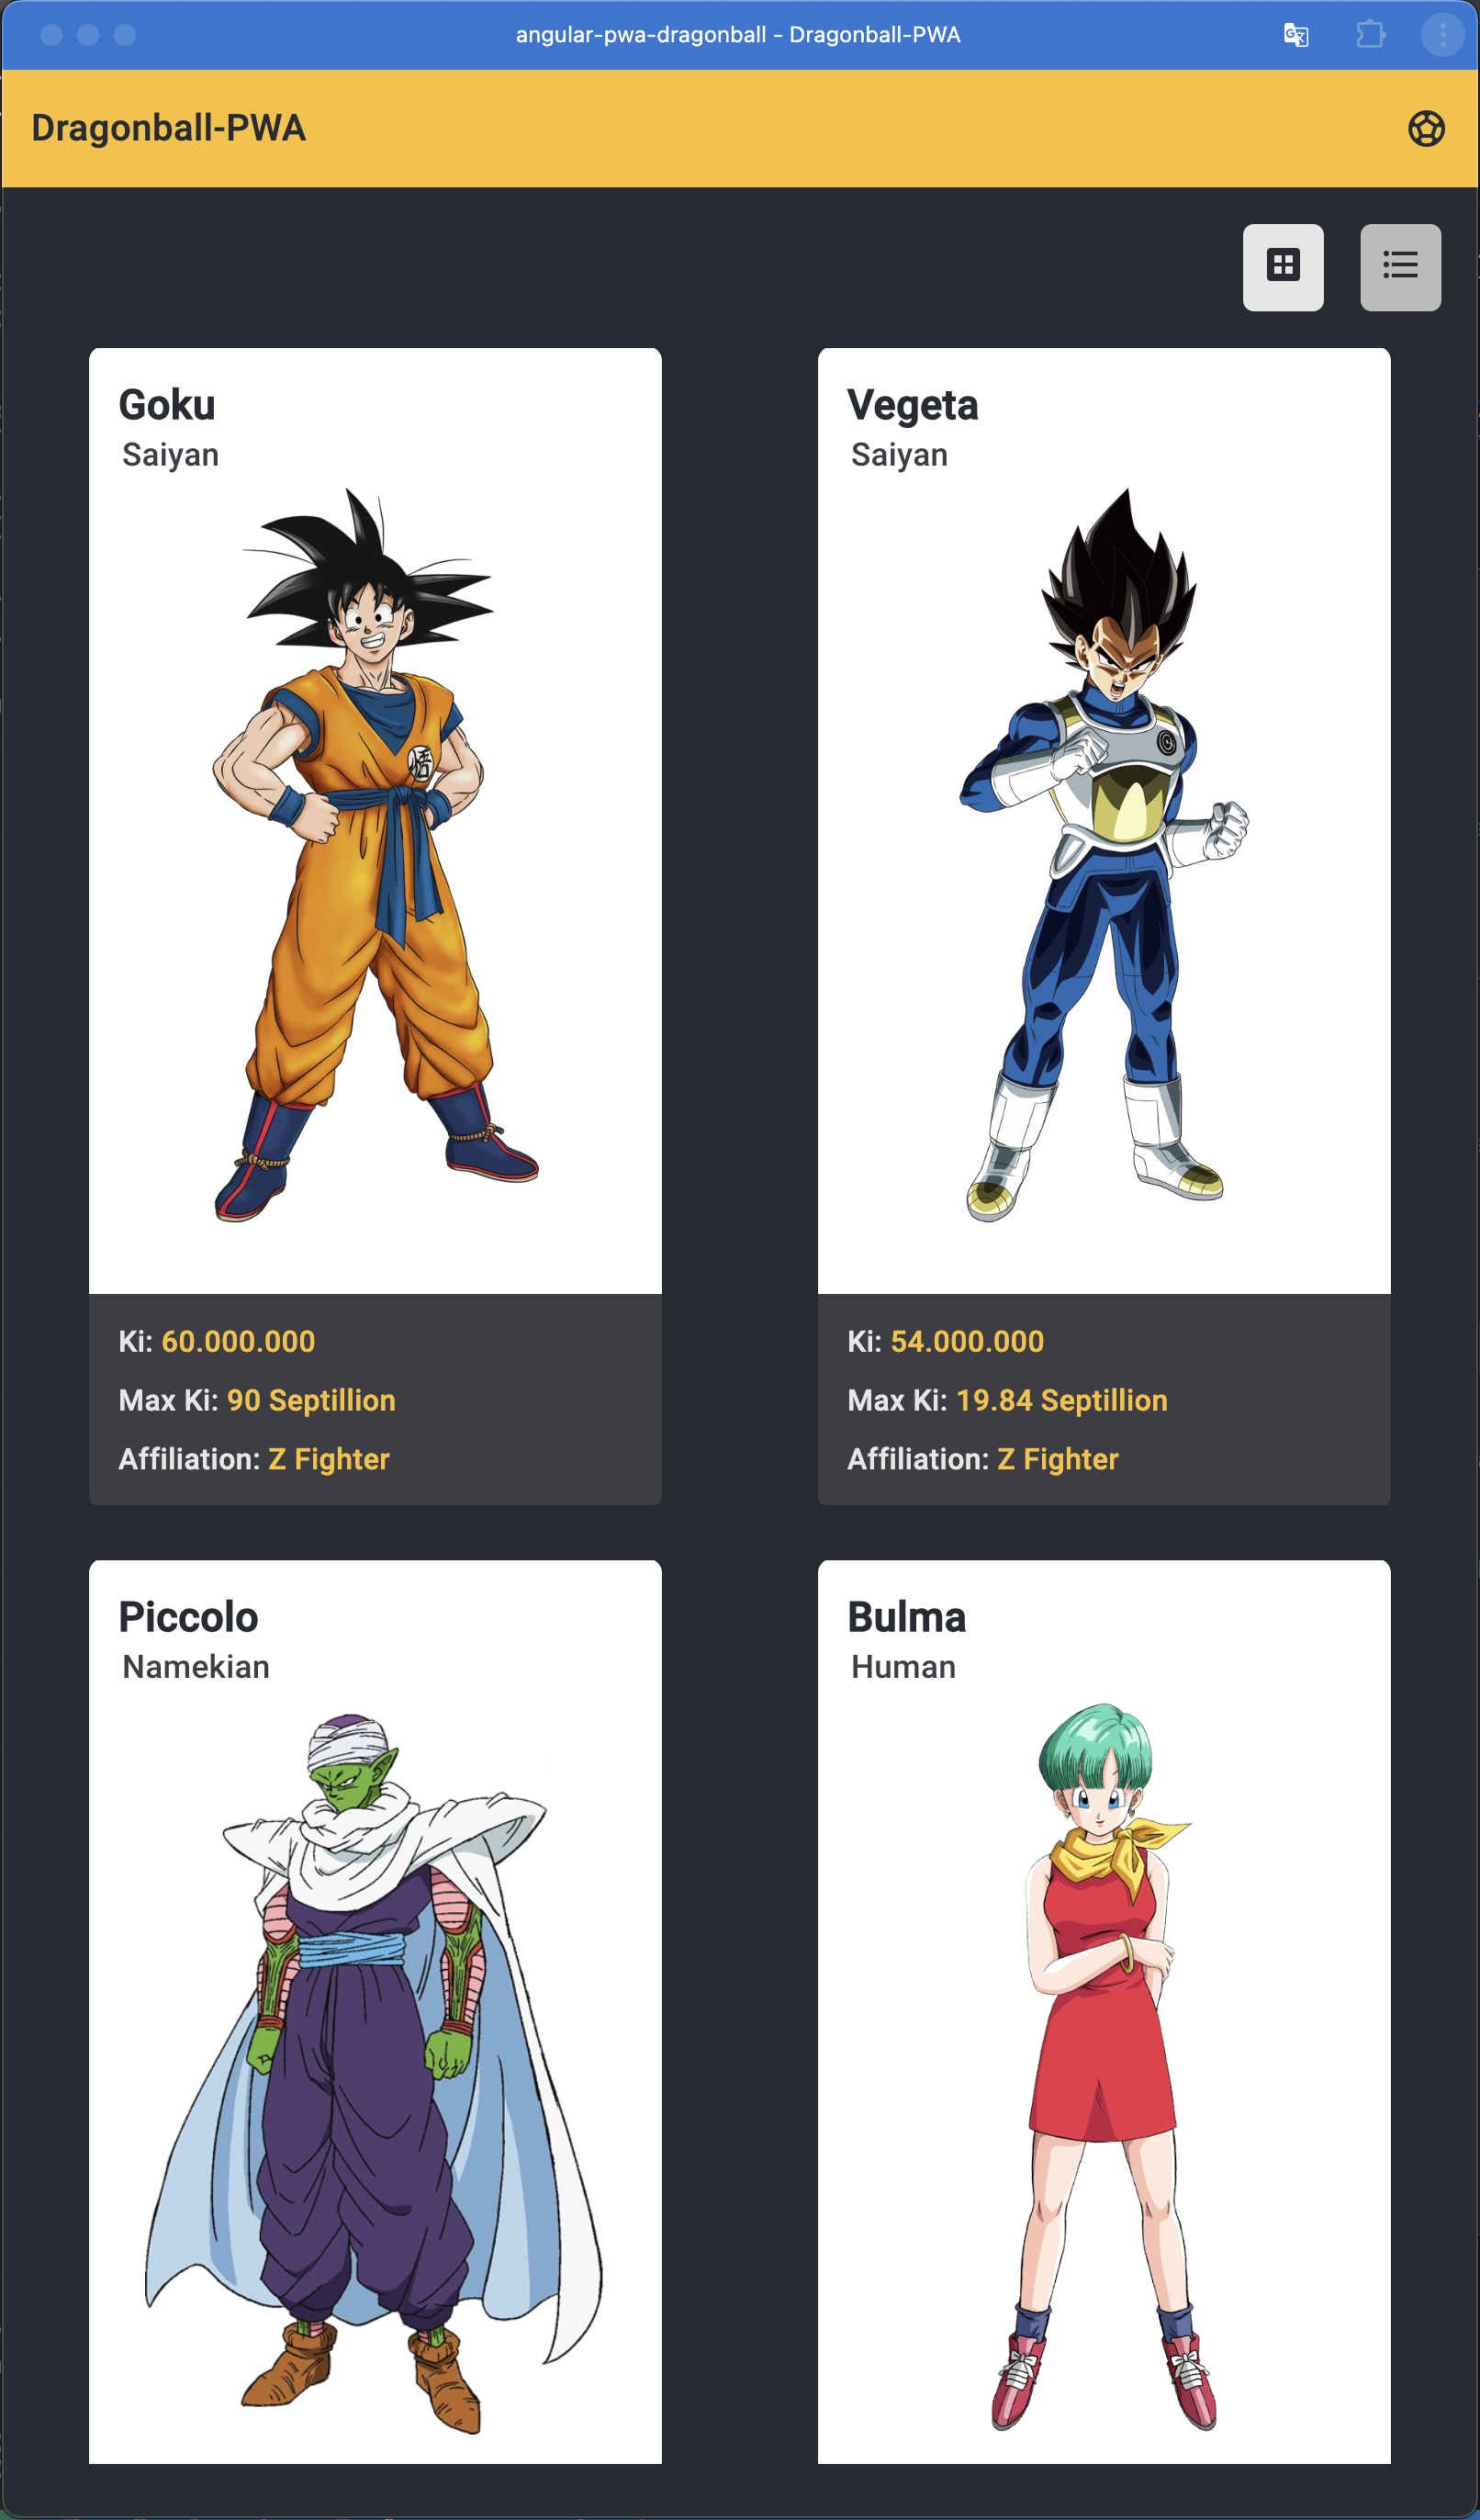 angular-pwa-dragonball - Dragonball-PWA
Dragonball-PWA
Goku
Saiyan
悟
Ki: 60.000.000
Max Ki: 90 Septillion
Affiliation: Z Fighter
Vegeta
Saiyan
Ki: 54.000.000
Max Ki: 19.84 Septillion
Affiliation: Z Fighter
Piccolo
Namekian
Bulma
Human